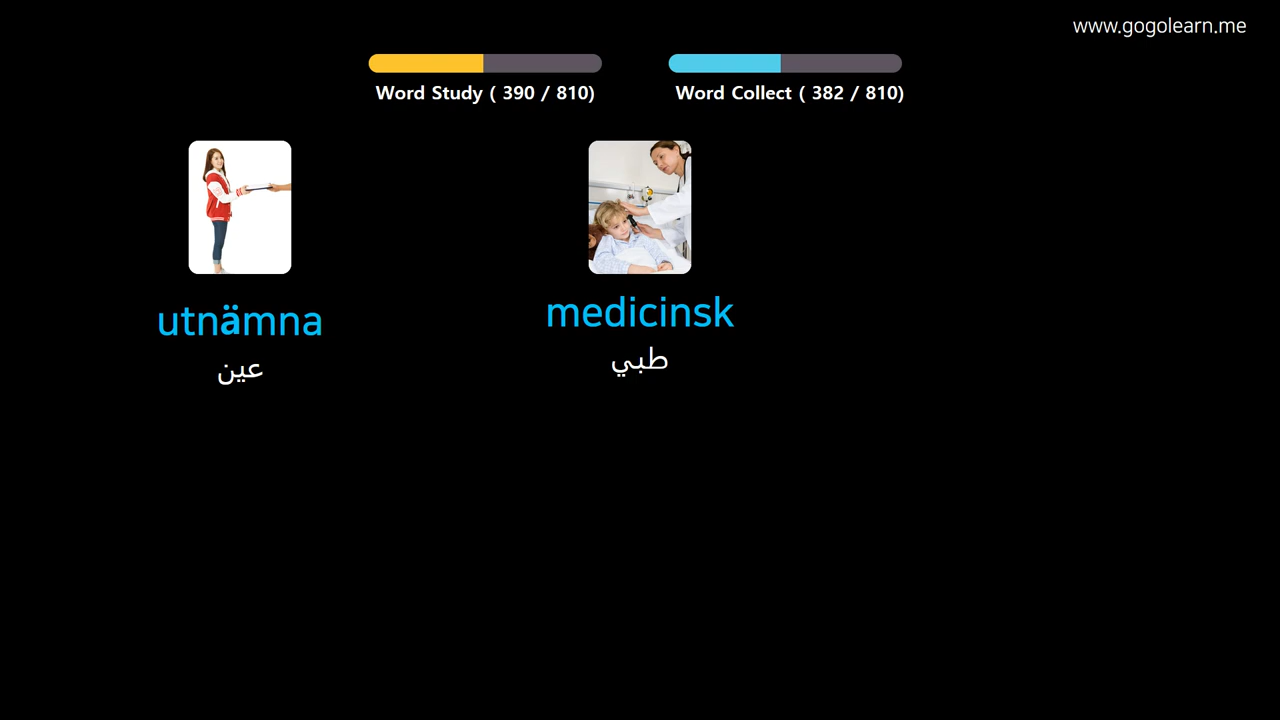 www.gogolearn.me
Word Study ( 390 / 810)
Word Collect ( 382 / 810)
utnämna
عين
medicinsk
طبي